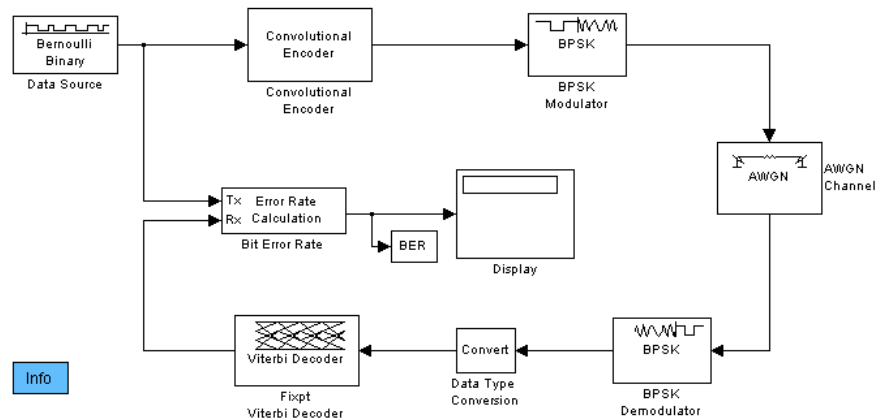 Bernoulli
Binary
Data Source
Convolutional
Encoder
Convolutional
Encoder
BPSK
BPSK
Modulator
AWGN
AWGN
Channel
Tx
Rx
Error Rate
Calculation
Bit Error Rate
BER
Display
Viterbi Decoder
Fixpt
Viterbi Decoder
Convert
Data Type
Conversion
BPSK
BPSK
Demodulator
Info